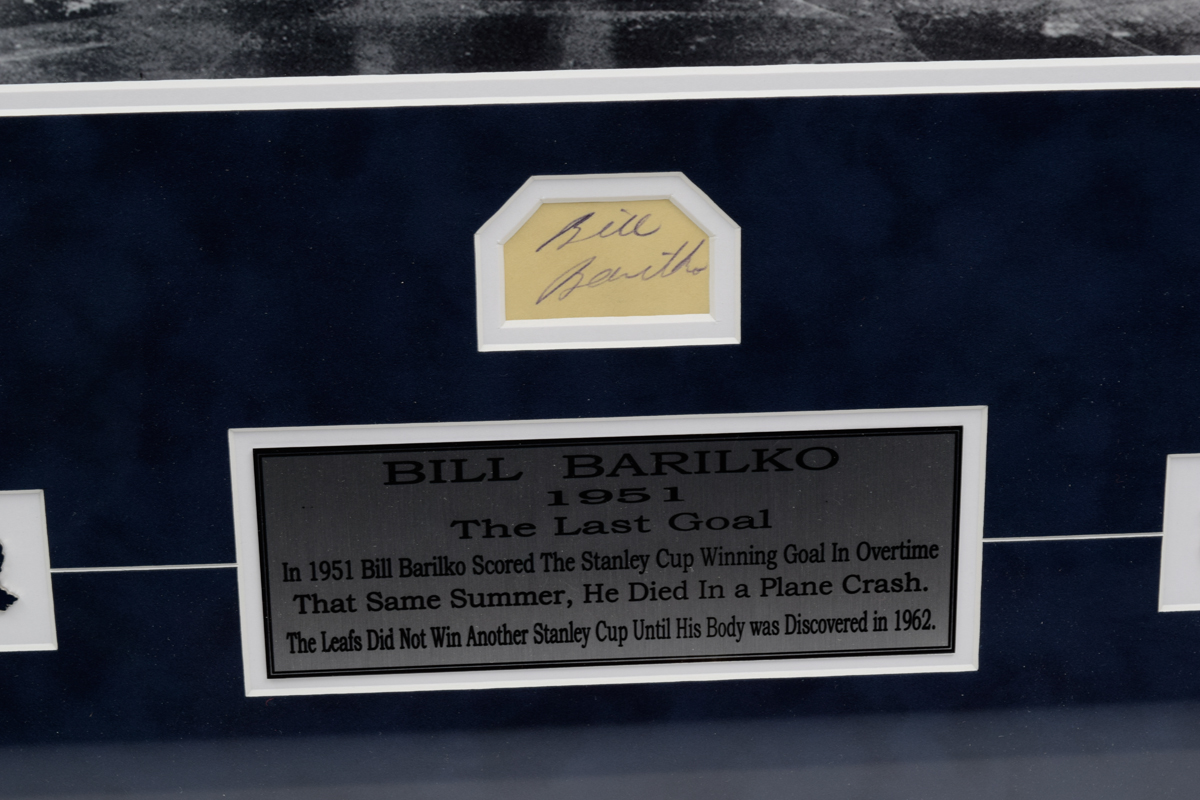 Bill
Barilko
BILL BARILKO
1951
The Last Goal
In 1951 Bill Barilko Scored The Stanley Cup Winning Goal In Overtime
That Same Summer, He Died In a Plane Crash.
The Leafs Did Not Win Another Stanley Cup Until His Body was Discovered in 1962.